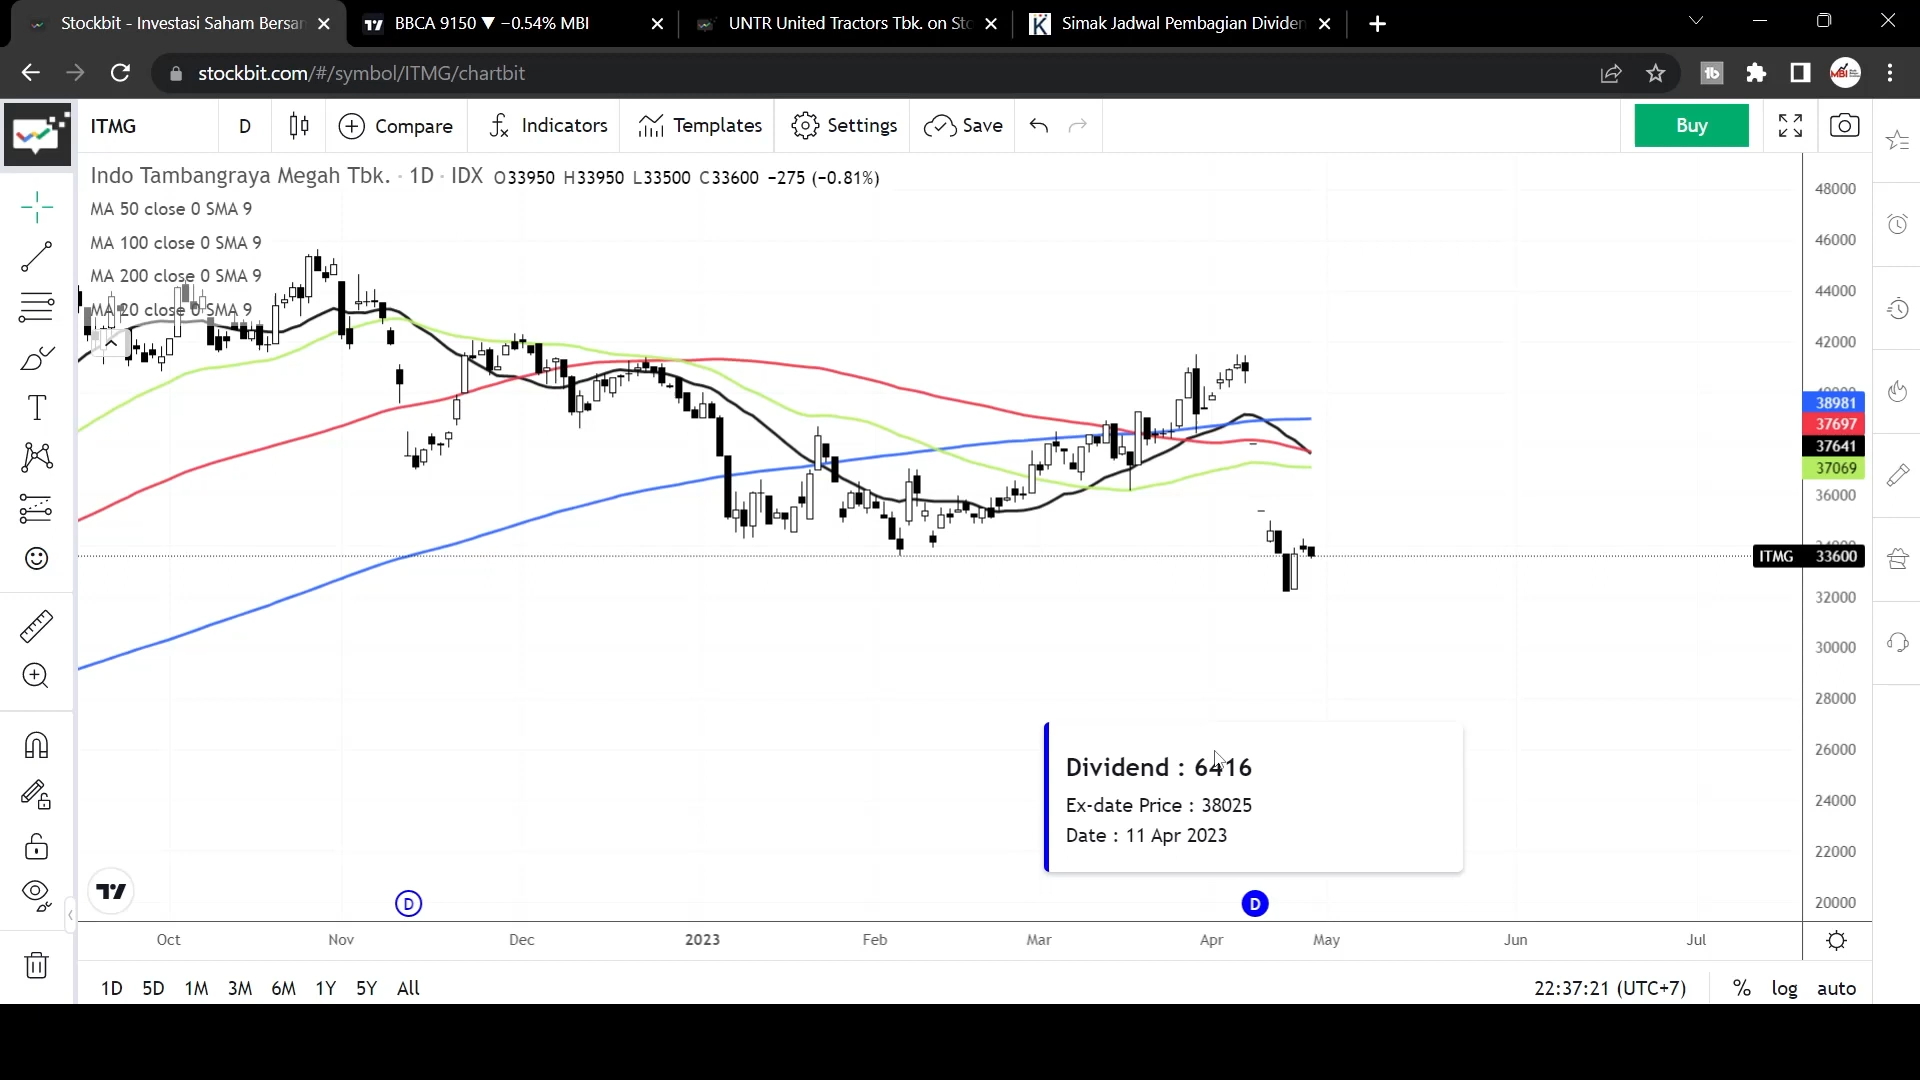 Stockbit - Investasi Saham Bersar
BBCA 9150 ▼ −0.54% MBI
UNTR United Tractors Tbk. on Sto
Simak Jadwal Pembagian Dividen
stockbit.com/#/symbol/ITMG/chartbit
ITMG D Compare Indicators Templates Settings Save Buy
Indo Tambangraya Megah Tbk. · 1D · IDX O33950 H33950 L33500 C33600 −275 (−0.81%)
MA 50 close 0 SMA 9
MA 100 close 0 SMA 9
MA 200 close 0 SMA 9
MA 20 close 0 SMA 9
48000
46000
44000
42000
40000
38981
37697
37641
37069
36000
34000
ITMG 33600
32000
30000
28000
26000
24000
22000
20000
Dividend : 6416
Ex-date Price : 38025
Date : 11 Apr 2023
D D
Oct Nov Dec 2023 Feb Mar Apr May Jun Jul
1D 5D 1M 3M 6M 1Y 5Y All 22:37:21 (UTC+7) % log auto